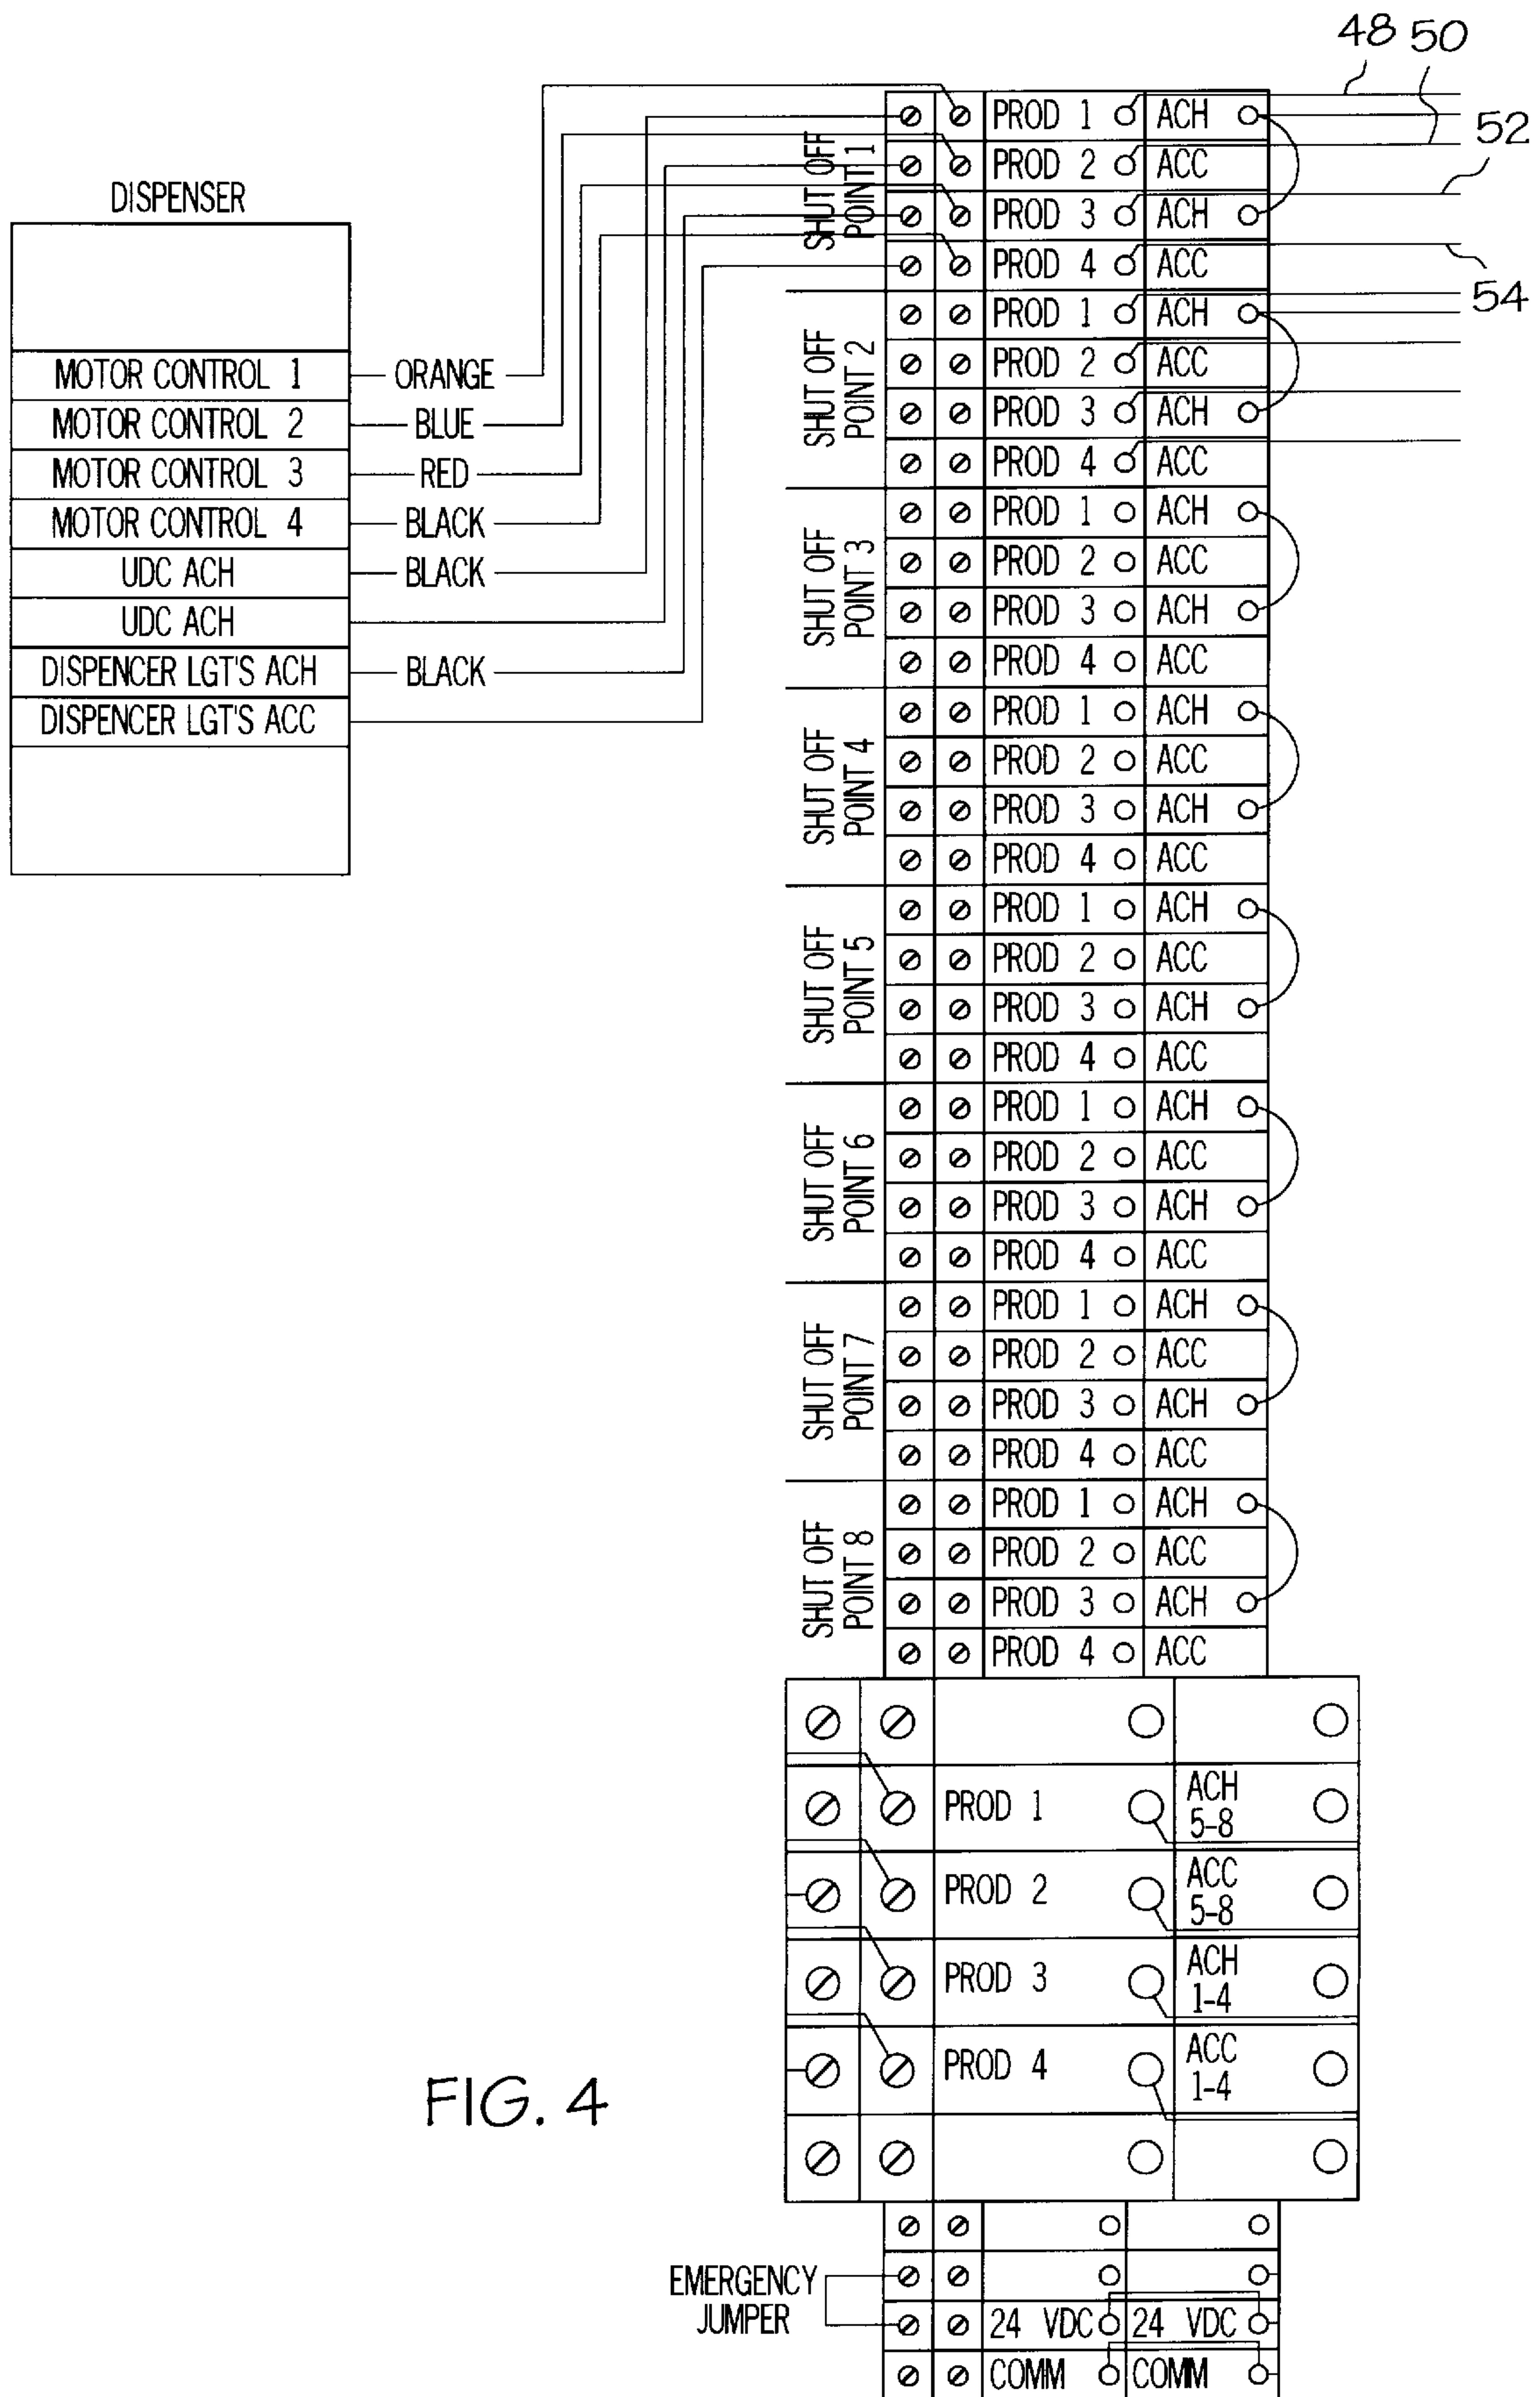 48 50
52
54
DISPENSER
MOTOR CONTROL 1 ORANGE
MOTOR CONTROL 2 BLUE
MOTOR CONTROL 3 RED
MOTOR CONTROL 4 BLACK
UDC ACH BLACK
UDC ACH
DISPENCER LGT'S ACH BLACK
DISPENCER LGT'S ACC
SHUT OFF
POINT 1
PROD 1 ACH
PROD 2 ACC
PROD 3 ACH
PROD 4 ACC
SHUT OFF
POINT 2
PROD 1 ACH
PROD 2 ACC
PROD 3 ACH
PROD 4 ACC
SHUT OFF
POINT 3
PROD 1 ACH
PROD 2 ACC
PROD 3 ACH
PROD 4 ACC
SHUT OFF
POINT 4
PROD 1 ACH
PROD 2 ACC
PROD 3 ACH
PROD 4 ACC
SHUT OFF
POINT 5
PROD 1 ACH
PROD 2 ACC
PROD 3 ACH
PROD 4 ACC
SHUT OFF
POINT 6
PROD 1 ACH
PROD 2 ACC
PROD 3 ACH
PROD 4 ACC
SHUT OFF
POINT 7
PROD 1 ACH
PROD 2 ACC
PROD 3 ACH
PROD 4 ACC
SHUT OFF
POINT 8
PROD 1 ACH
PROD 2 ACC
PROD 3 ACH
PROD 4 ACC
PROD 1
ACH
5-8
PROD 2
ACC
5-8
PROD 3
ACH
1-4
PROD 4
ACC
1-4
EMERGENCY
JUMPER
24 VDC 24 VDC
COMM COMM
FIG. 4